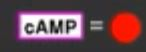 cAMP =